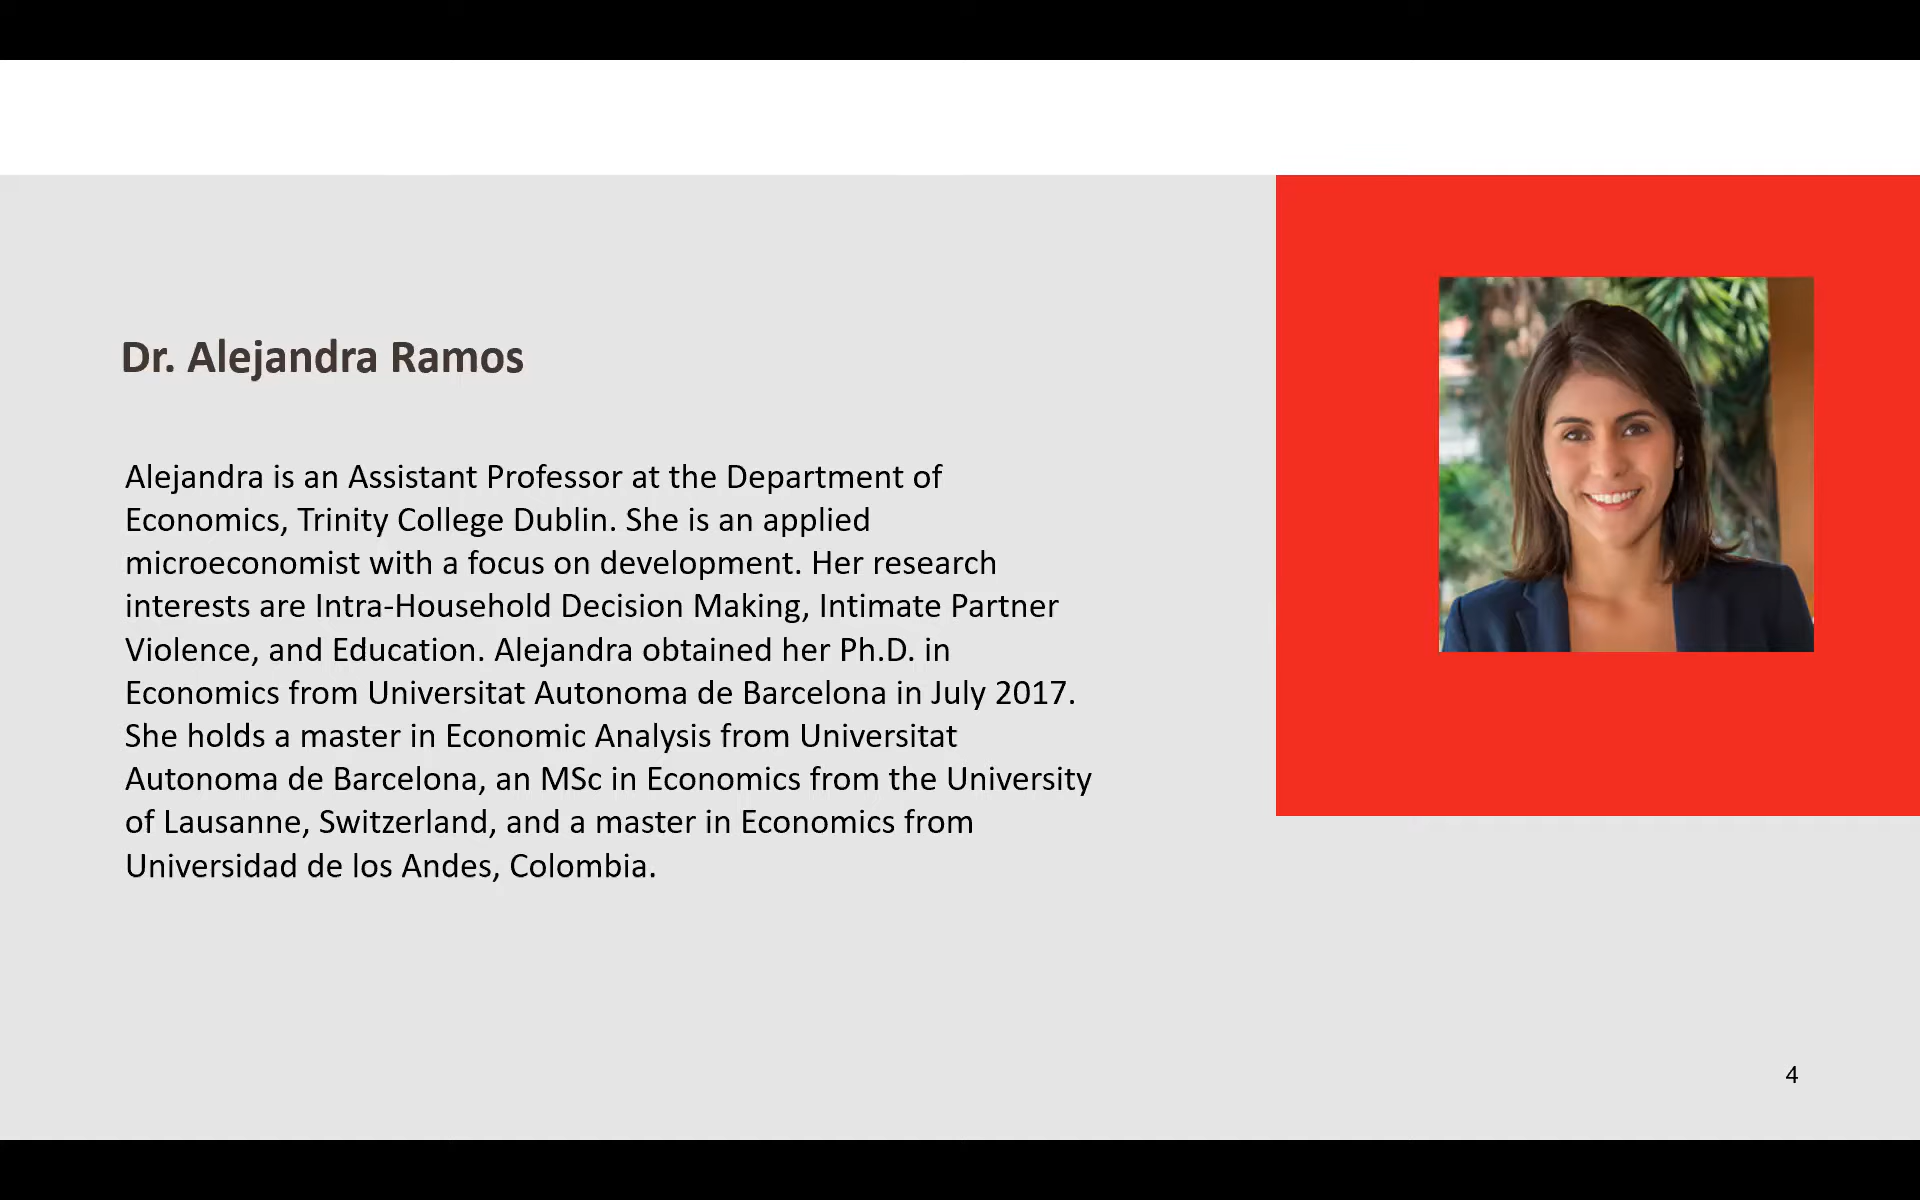 Dr. Alejandra Ramos
Alejandra is an Assistant Professor at the Department of
Economics, Trinity College Dublin. She is an applied
microeconomist with a focus on development. Her research
interests are Intra-Household Decision Making, Intimate Partner
Violence, and Education. Alejandra obtained her Ph.D. in
Economics from Universitat Autonoma de Barcelona in July 2017.
She holds a master in Economic Analysis from Universitat
Autonoma de Barcelona, an MSc in Economics from the University
of Lausanne, Switzerland, and a master in Economics from
Universidad de los Andes, Colombia.
4